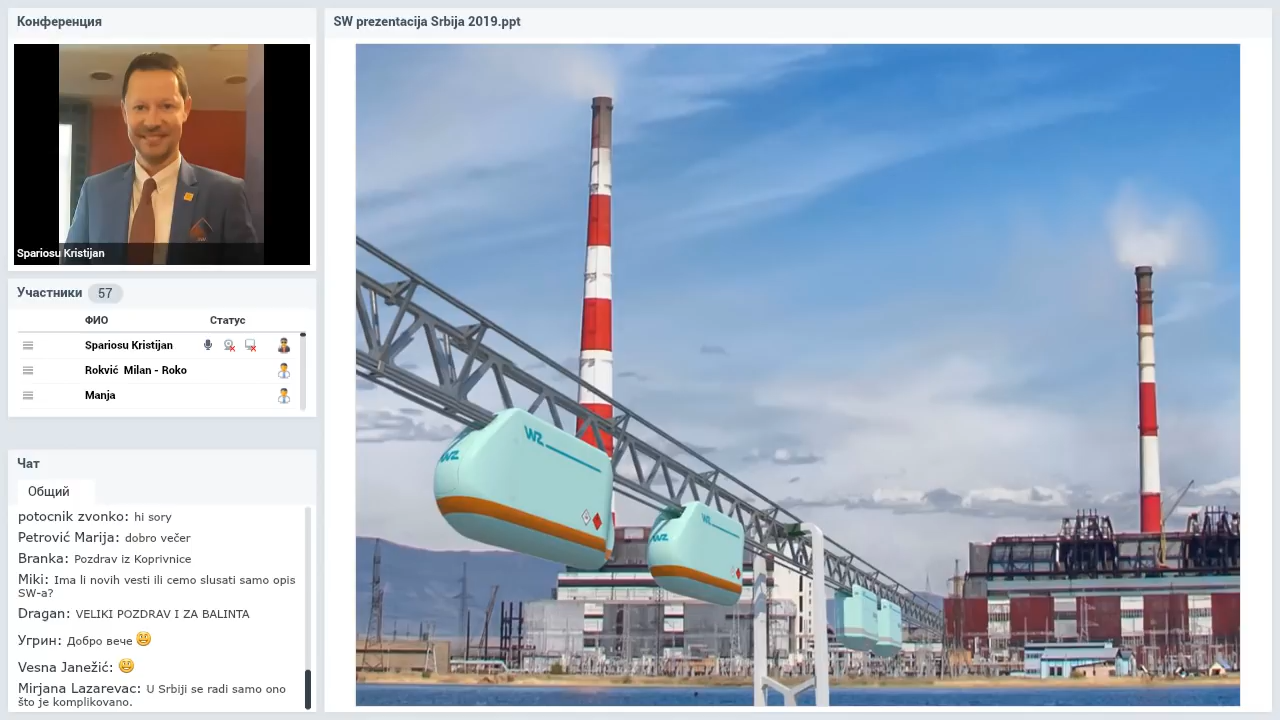 Конференция
Spariosu Kristijan
Участники 57
ФИО Статус
Spariosu Kristijan
Rokvić Milan - Roko
Manja
Чат
Общий
potocnik zvonko: hi sory
Petrović Marija: dobro večer
Branka: Pozdrav iz Koprivnice
Miki: Ima li novih vesti ili cemo slusati samo opis
SW-a?
Dragan: VELIKI POZDRAV I ZA BALINTA
Угрин: Добро вече
Vesna Janežić:
Mirjana Lazarevac: U Srbiji se radi samo ono
što je komplikovano.
SW prezentacija Srbija 2019.ppt